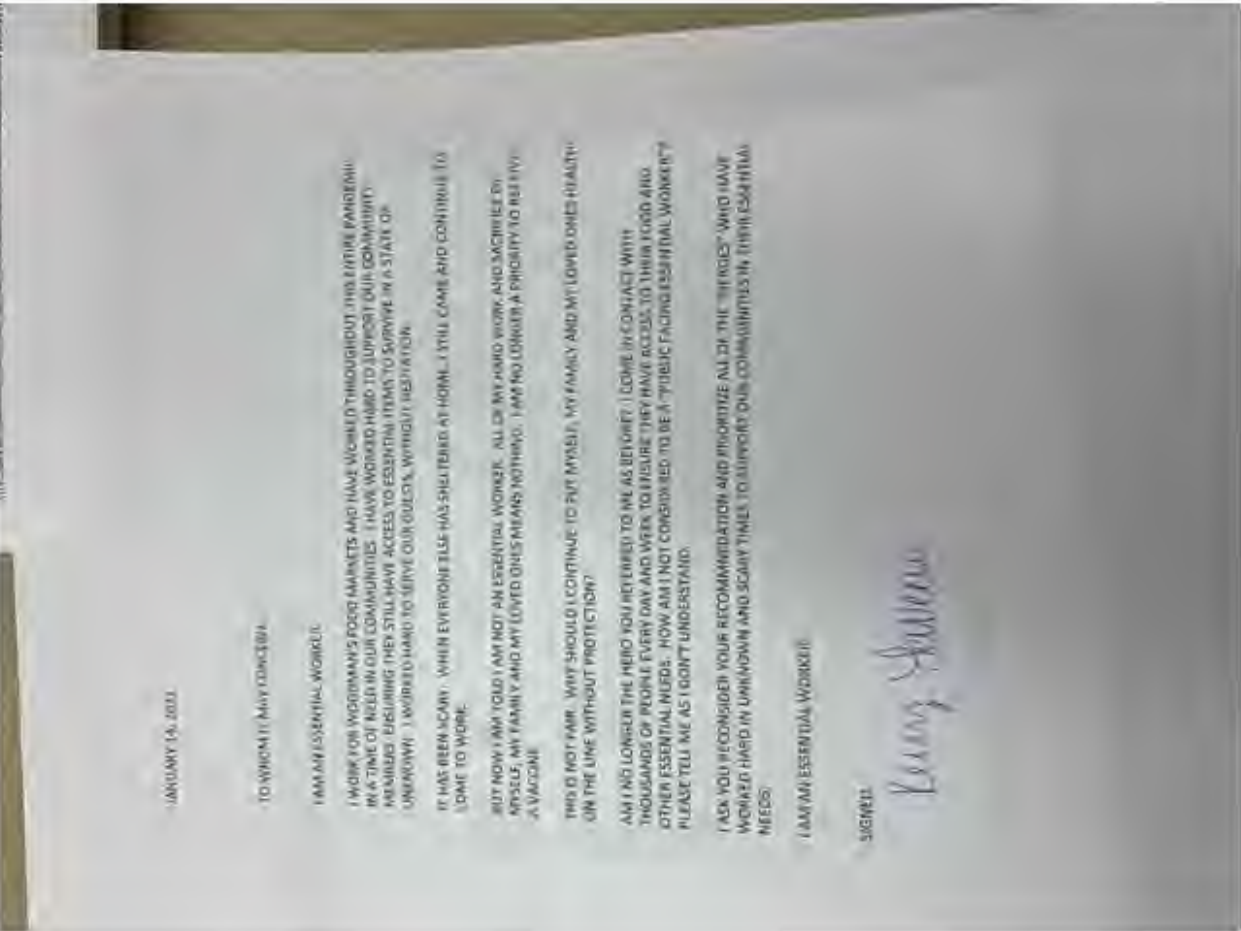 JANUARY 14, 2021
TO WHOM IT MAY CONCERN,
I AM AN ESSENTIAL WORKER.
I WORK FOR WOODMAN'S FOOD MARKETS AND HAVE WORKED THROUGHOUT THIS ENTIRE PANDEMIC
IN A TIME OF NEED IN OUR COMMUNITIES. I HAVE WORKED HARD TO SUPPORT OUR COMMUNITY
MEMBERS ENSURING THEY STILL HAVE ACCESS TO ESSENTIAL ITEMS TO SURVIVE IN A STATE OF
UNKNOWN. I WORKED HARD TO SERVE OUR GUESTS, WITHOUT HESITATION.
IT HAS BEEN SCARY. WHEN EVERYONE ELSE HAS SHELTERED AT HOME, I STILL CAME AND CONTINUE TO
COME TO WORK.
BUT NOW I AM TOLD I AM NOT AN ESSENTIAL WORKER. ALL OF MY HARD WORK AND SACRIFICE BY
MYSELF, MY FAMILY AND MY LOVED ONES MEANS NOTHING. I AM NO LONGER A PRIORITY TO RECEIVE
A VACCINE.
THIS IS NOT FAIR. WHY SHOULD I CONTINUE TO PUT MYSELF, MY FAMILY AND MY LOVED ONES HEALTH
ON THE LINE WITHOUT PROTECTION?
AM I NO LONGER THE HERO YOU REFERRED TO ME AS BEFORE? I COME IN CONTACT WITH
THOUSANDS OF PEOPLE EVERY DAY AND WEEK TO ENSURE THEY HAVE ACCESS TO THEIR FOOD AND
OTHER ESSENTIAL NEEDS. HOW AM I NOT CONSIDERED TO BE A "PUBLIC FACING ESSENTIAL WORKER"?
PLEASE TELL ME AS I DON'T UNDERSTAND.
I ASK YOU RECONSIDER YOUR RECOMMENDATION AND PRIORITIZE ALL OF THE "HEROES" WHO HAVE
WORKED HARD IN UNKNOWN AND SCARY TIMES TO SUPPORT OUR COMMUNITIES IN THEIR ESSENTIAL
NEEDS.
I AM AN ESSENTIAL WORKER.
SIGNED,